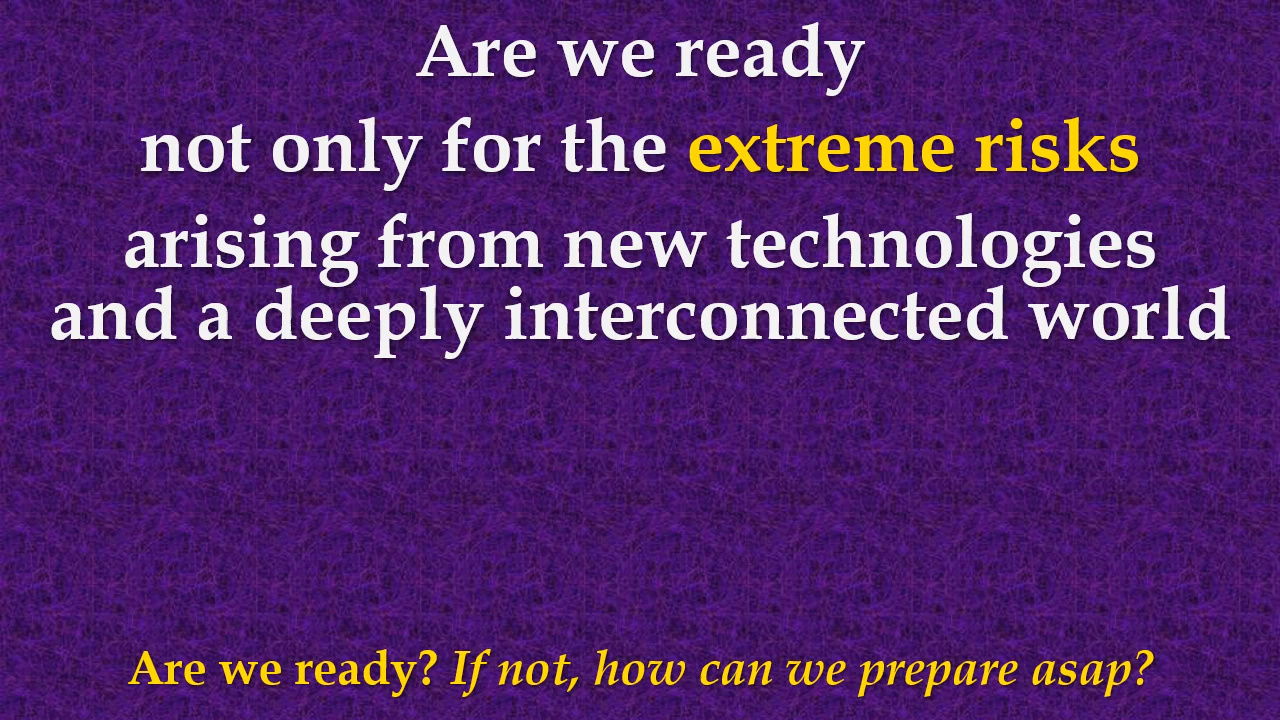 Are we ready
not only for the extreme risks
arising from new technologies
and a deeply interconnected world
Are we ready? If not, how can we prepare asap?